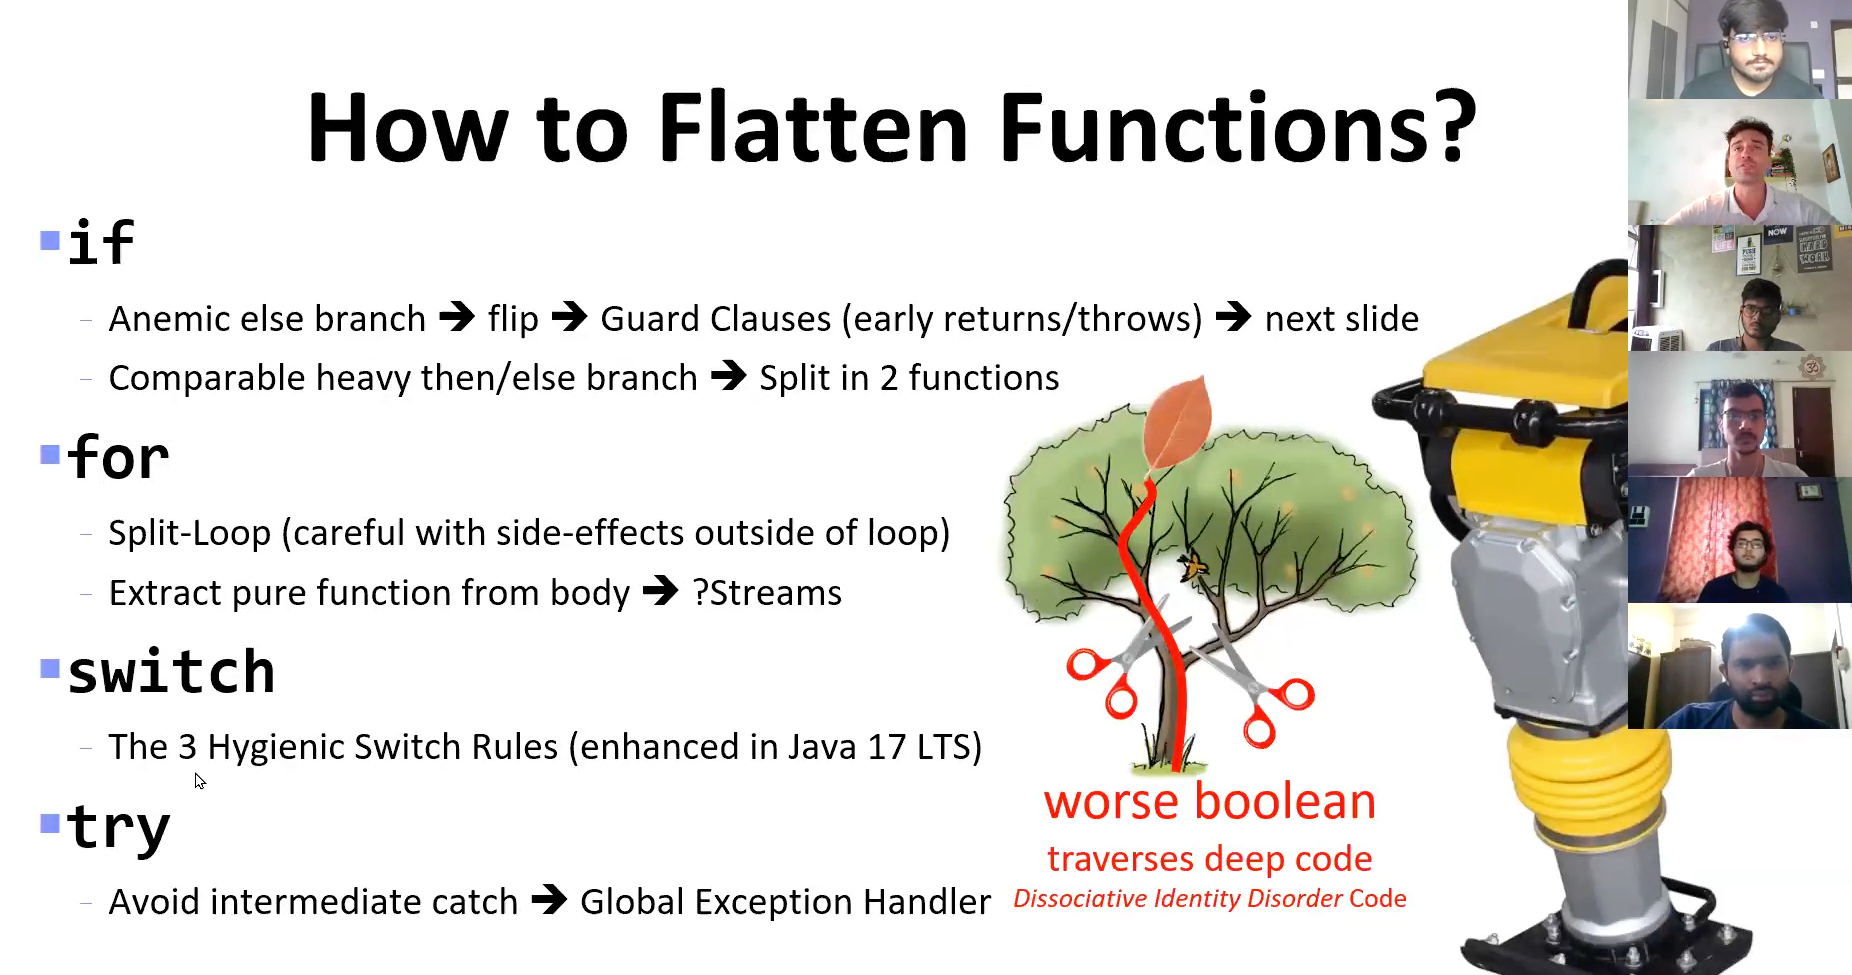 How to Flatten Functions?
if
– Anemic else branch ➔ flip ➔ Guard Clauses (early returns/throws) ➔ next slide
– Comparable heavy then/else branch ➔ Split in 2 functions
for
– Split-Loop (careful with side-effects outside of loop)
– Extract pure function from body ➔ ?Streams
switch
– The 3 Hygienic Switch Rules (enhanced in Java 17 LTS)
try
– Avoid intermediate catch ➔ Global Exception Handler
worse boolean
traverses deep code
Dissociative Identity Disorder Code
NOW
HARD
WORK